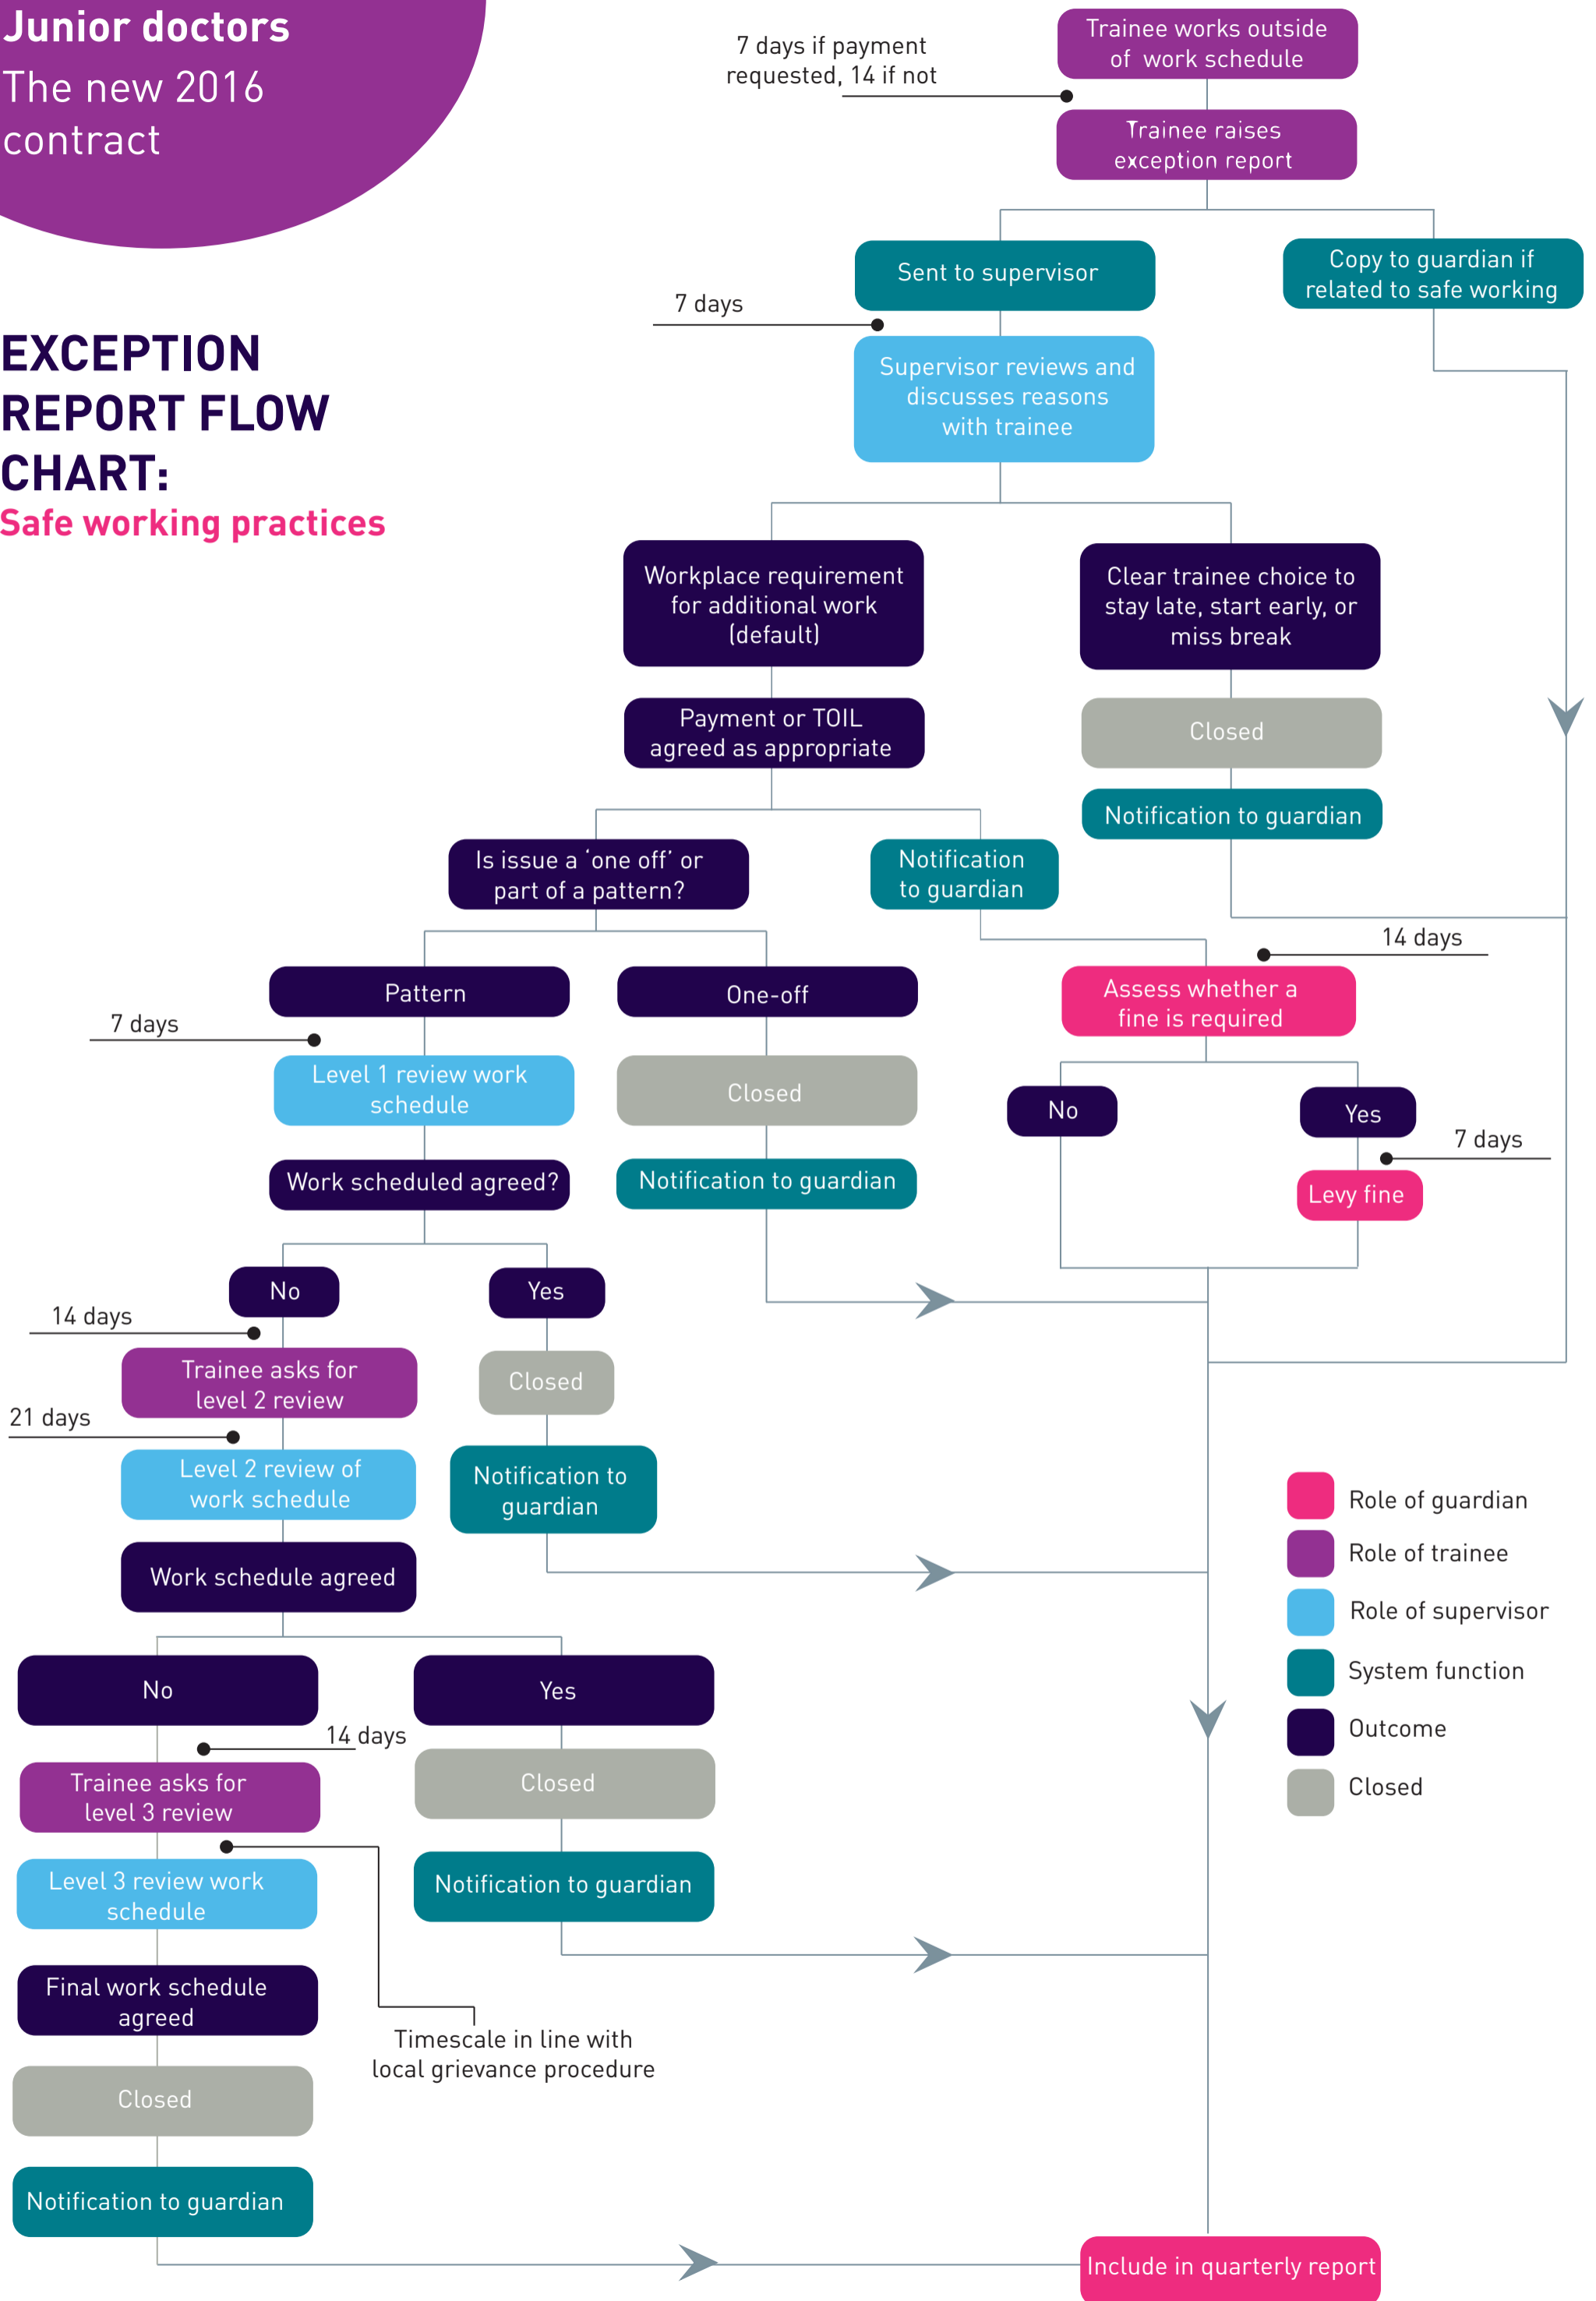 Junior doctors
The new 2016
contract
EXCEPTION
REPORT FLOW
CHART:
Safe working practices
Trainee works outside
of work schedule
7 days if payment
requested, 14 if not
Trainee raises
exception report
Sent to supervisor
Copy to guardian if
related to safe working
7 days
Supervisor reviews and
discusses reasons
with trainee
Workplace requirement
for additional work
(default)
Clear trainee choice to
stay late, start early, or
miss break
Payment or TOIL
agreed as appropriate
Closed
Notification to guardian
Is issue a ‘one off’ or
part of a pattern?
Notification
to guardian
14 days
Pattern
One-off
Assess whether a
fine is required
7 days
Level 1 review work
schedule
Closed
No
Yes
7 days
Work scheduled agreed?
Notification to guardian
Levy fine
No
Yes
14 days
Trainee asks for
level 2 review
Closed
21 days
Level 2 review of
work schedule
Notification to
guardian
Work schedule agreed
No
Yes
14 days
Trainee asks for
level 3 review
Closed
Level 3 review work
schedule
Notification to guardian
Final work schedule
agreed
Timescale in line with
local grievance procedure
Closed
Notification to guardian
Include in quarterly report
Role of guardian
Role of trainee
Role of supervisor
System function
Outcome
Closed